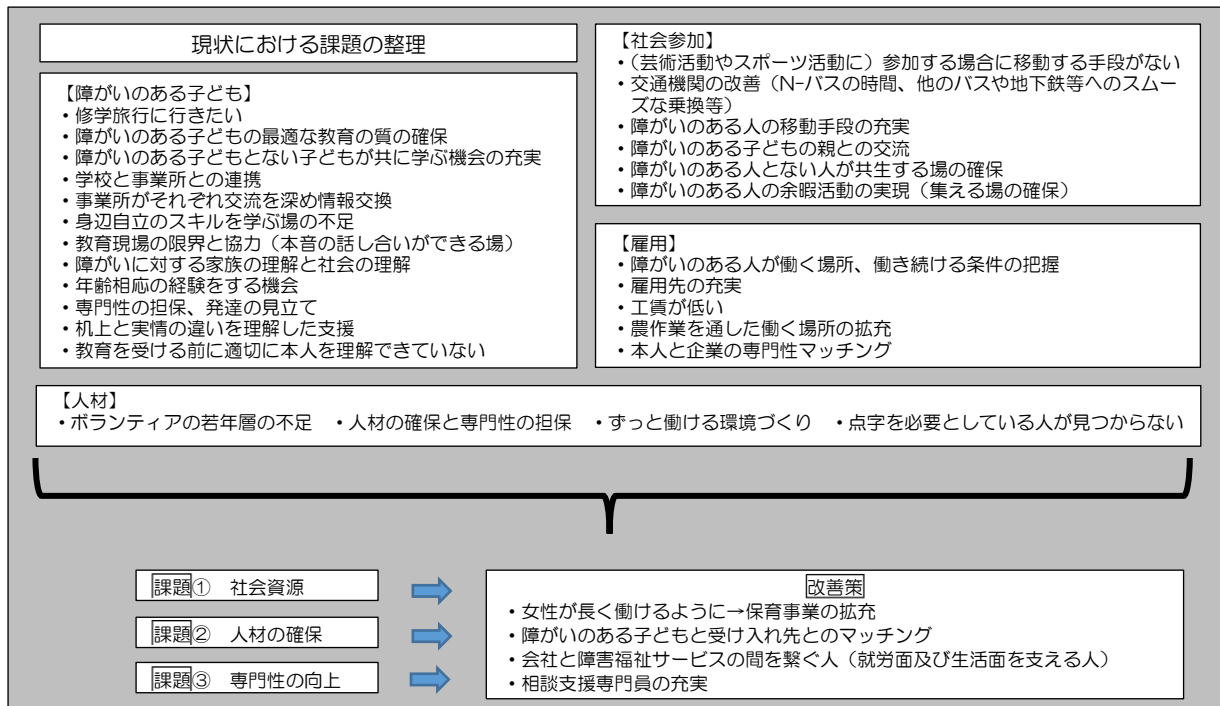 現状における課題の整理
【障がいのある子ども】
・修学旅行に行きたい
・障がいのある子どもの最適な教育の質の確保
・障がいのある子どもとない子どもが共に学ぶ機会の充実
・学校と事業所との連携
・事業所がそれぞれ交流を深め情報交換
・身辺自立のスキルを学ぶ場の不足
・教育現場の限界と協力（本音の話し合いができる場）
・障がいに対する家族の理解と社会の理解
・年齢相応の経験をする機会
・専門性の担保、発達の見立て
・机上と実情の違いを理解した支援
・教育を受ける前に適切に本人を理解できていない
【社会参加】
・（芸術活動やスポーツ活動に）参加する場合に移動する手段がない
・交通機関の改善（N-バスの時間、他のバスや地下鉄等へのスムー
ズな乗換等）
・障がいのある人の移動手段の充実
・障がいのある子どもの親との交流
・障がいのある人とない人が共生する場の確保
・障がいのある人の余暇活動の実現（集える場の確保）
【雇用】
・障がいのある人が働く場所、働き続ける条件の把握
・雇用先の充実
・工賃が低い
・農作業を通した働く場所の拡充
・本人と企業の専門性マッチング
【人材】
・ボランティアの若年層の不足　・人材の確保と専門性の担保　・ずっと働ける環境づくり　・点字を必要としている人が見つからない
課題①　社会資源
課題②　人材の確保
課題③　専門性の向上
改善策
・女性が長く働けるように→保育事業の拡充
・障がいのある子どもと受け入れ先とのマッチング
・会社と障害福祉サービスの間を繋ぐ人（就労面及び生活面を支える人）
・相談支援専門員の充実